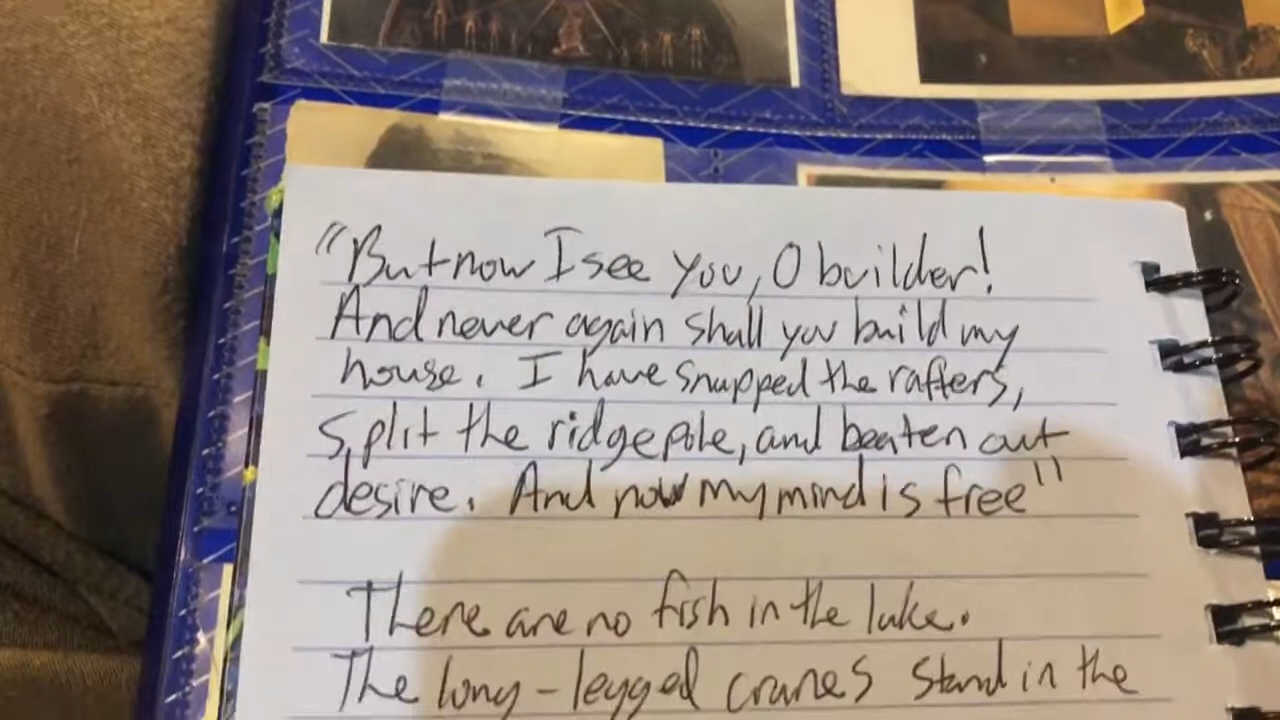 "But now I see you, O builder!
And never again shall you build my
house. I have snapped the rafters,
split the ridgepole, and beaten out
desire. And now my mind is free"
There are no fish in the lake.
The long-legged cranes stand in the